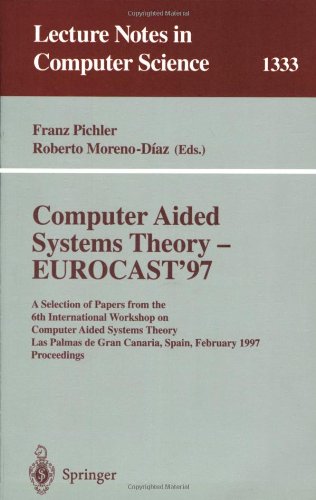 Lecture Notes in
Computer Science 1333
Franz Pichler
Roberto Moreno-Díaz (Eds.)
Computer Aided
Systems Theory –
EUROCAST'97
A Selection of Papers from the
6th International Workshop on
Computer Aided Systems Theory
Las Palmas de Gran Canaria, Spain, February 1997
Proceedings
Springer